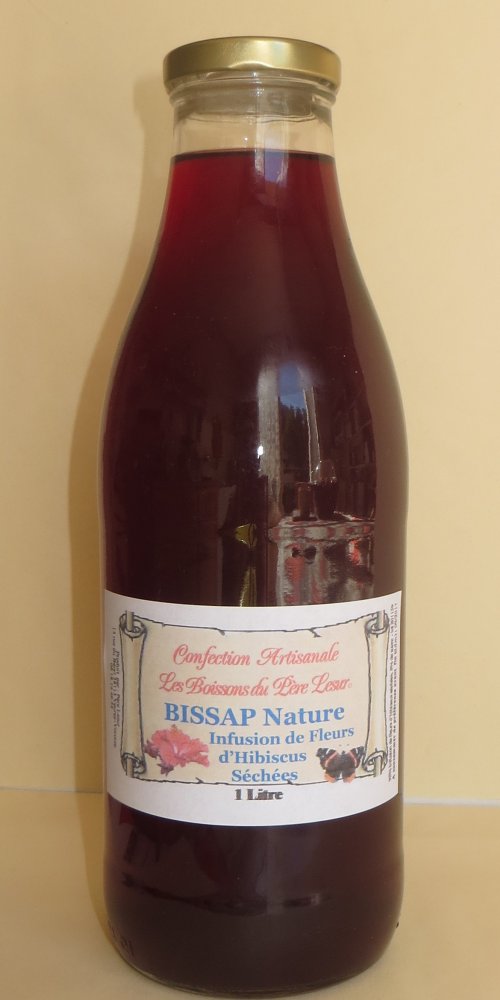 Confection Artisanale
Les Boissons du Père Lesur
BISSAP Nature
Infusion de Fleurs
d'Hibiscus
Séchées
1 Litre